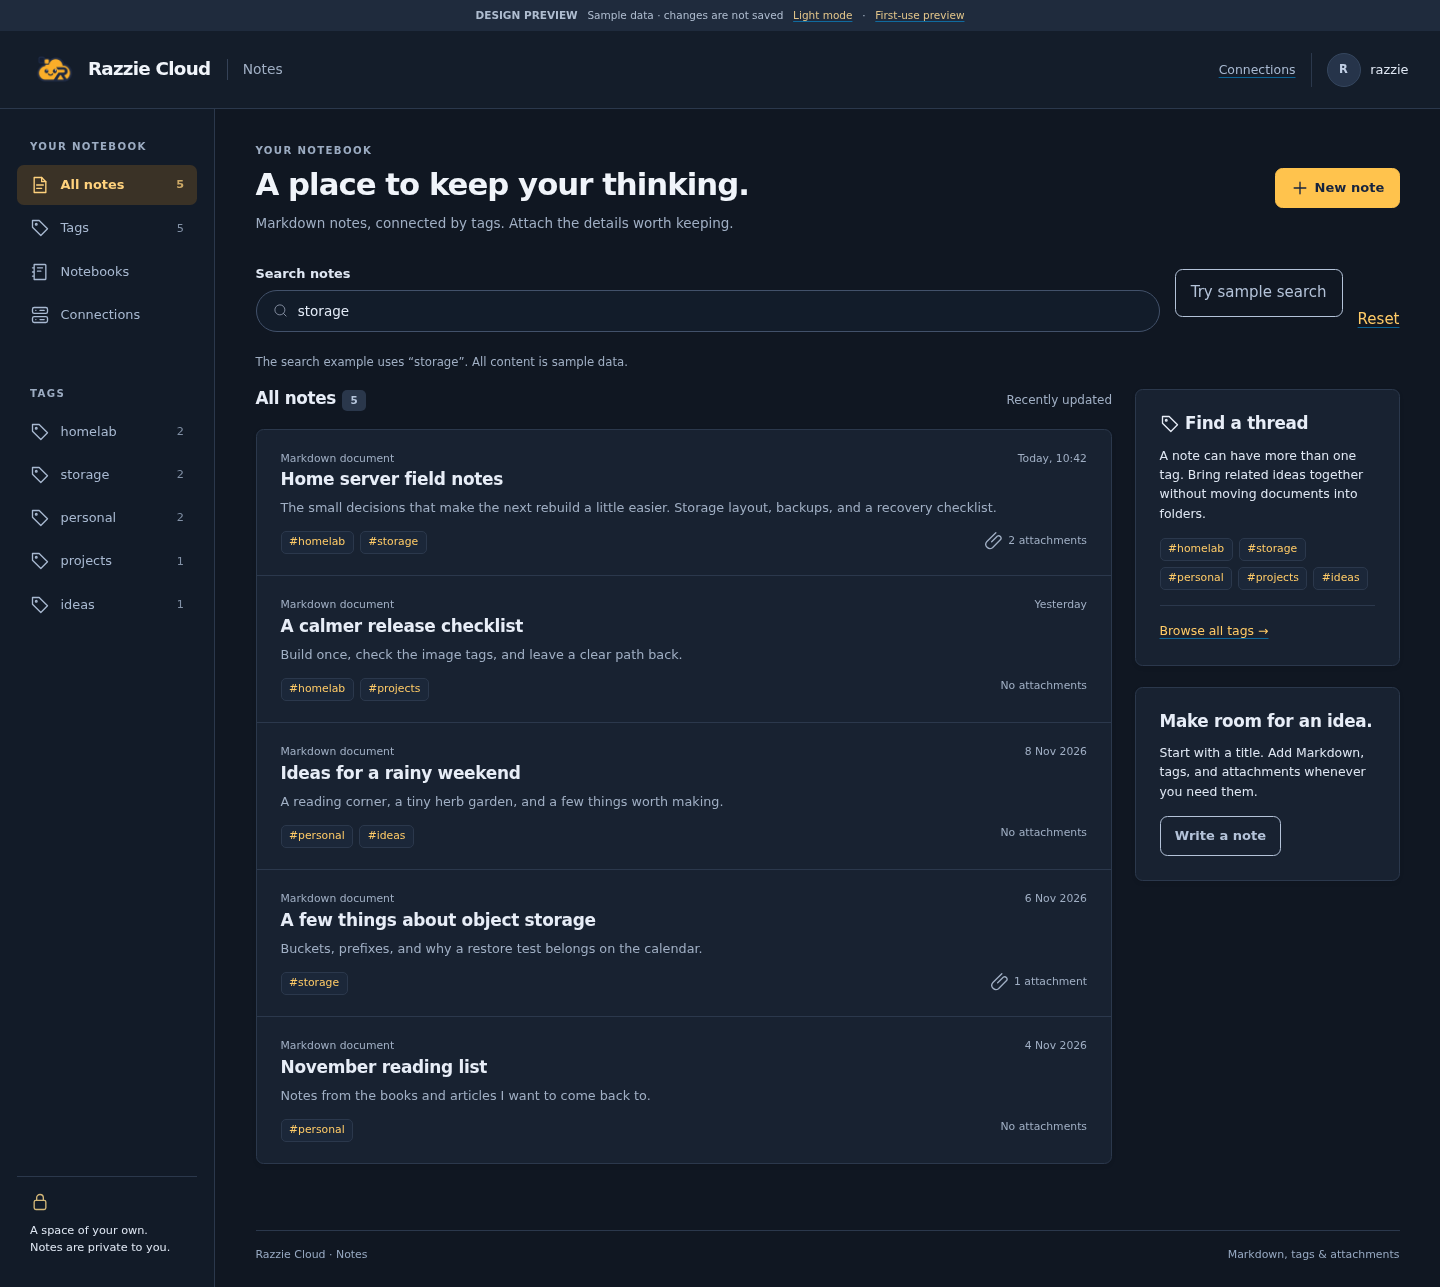 DESIGN PREVIEW Sample data · changes are not saved Light mode · First-use preview
Razzie Cloud Notes
Connections R razzie
YOUR NOTEBOOK
All notes 5
Tags 5
Notebooks
Connections
TAGS
homelab 2
storage 2
personal 2
projects 1
ideas 1
A space of your own.
Notes are private to you.
YOUR NOTEBOOK
A place to keep your thinking.
Markdown notes, connected by tags. Attach the details worth keeping.
New note
Search notes
storage
Try sample search
Reset
The search example uses “storage”. All content is sample data.
All notes 5
Recently updated
Markdown document Today, 10:42
Home server field notes
The small decisions that make the next rebuild a little easier. Storage layout, backups, and a recovery checklist.
#homelab #storage 2 attachments
Markdown document Yesterday
A calmer release checklist
Build once, check the image tags, and leave a clear path back.
#homelab #projects No attachments
Markdown document 8 Nov 2026
Ideas for a rainy weekend
A reading corner, a tiny herb garden, and a few things worth making.
#personal #ideas No attachments
Markdown document 6 Nov 2026
A few things about object storage
Buckets, prefixes, and why a restore test belongs on the calendar.
#storage 1 attachment
Markdown document 4 Nov 2026
November reading list
Notes from the books and articles I want to come back to.
#personal No attachments
Find a thread
A note can have more than one
tag. Bring related ideas together
without moving documents into
folders.
#homelab #storage
#personal #projects #ideas
Browse all tags →
Make room for an idea.
Start with a title. Add Markdown,
tags, and attachments whenever
you need them.
Write a note
Razzie Cloud · Notes
Markdown, tags & attachments